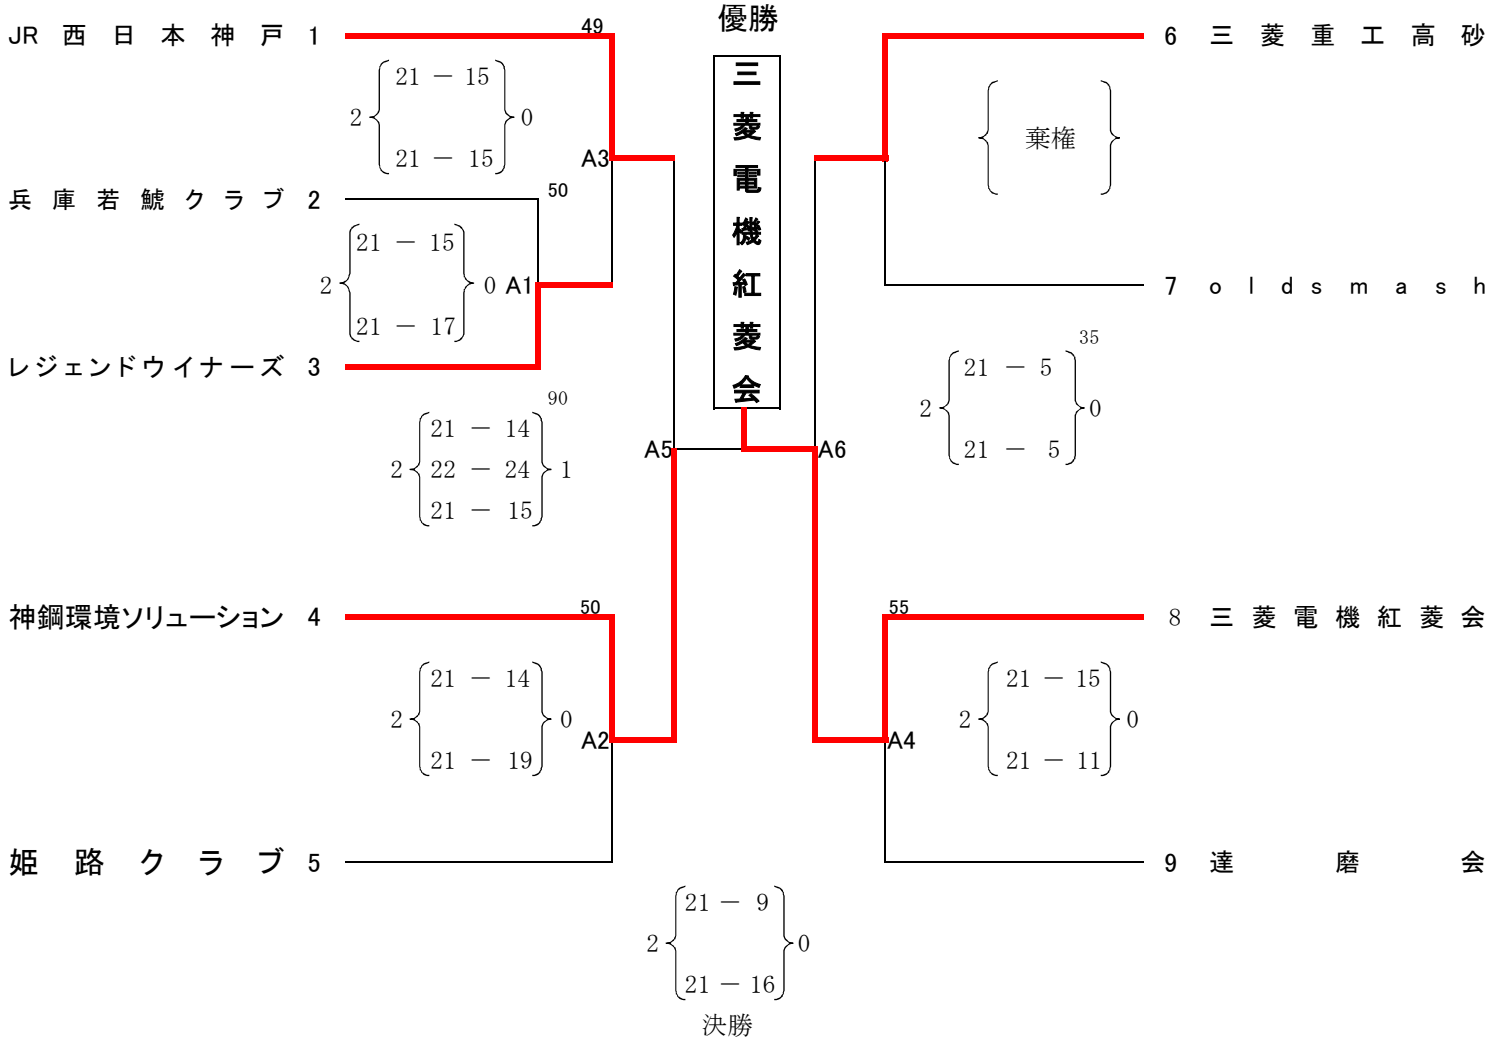 優勝
三菱電機紅菱会
JR西日本神戸 1
49
2 21 － 15 0
21 － 15
A3
兵庫若鯱クラブ 2
50
21 － 15
2 0 A1
21 － 17
レジェンドウイナーズ 3
90
21 － 14
2 22 － 24 1
21 － 15
A5
神鋼環境ソリューション 4
50
21 － 14
2 0
21 － 19
A2
姫路クラブ 5
6 三菱重工高砂
棄権
7 oldsmash
35
21 － 5
2 0
21 － 5
A6
55
8 三菱電機紅菱会
21 － 15
2 0
21 － 11
A4
9 達磨会
21 － 9
2 0
21 － 16
決勝